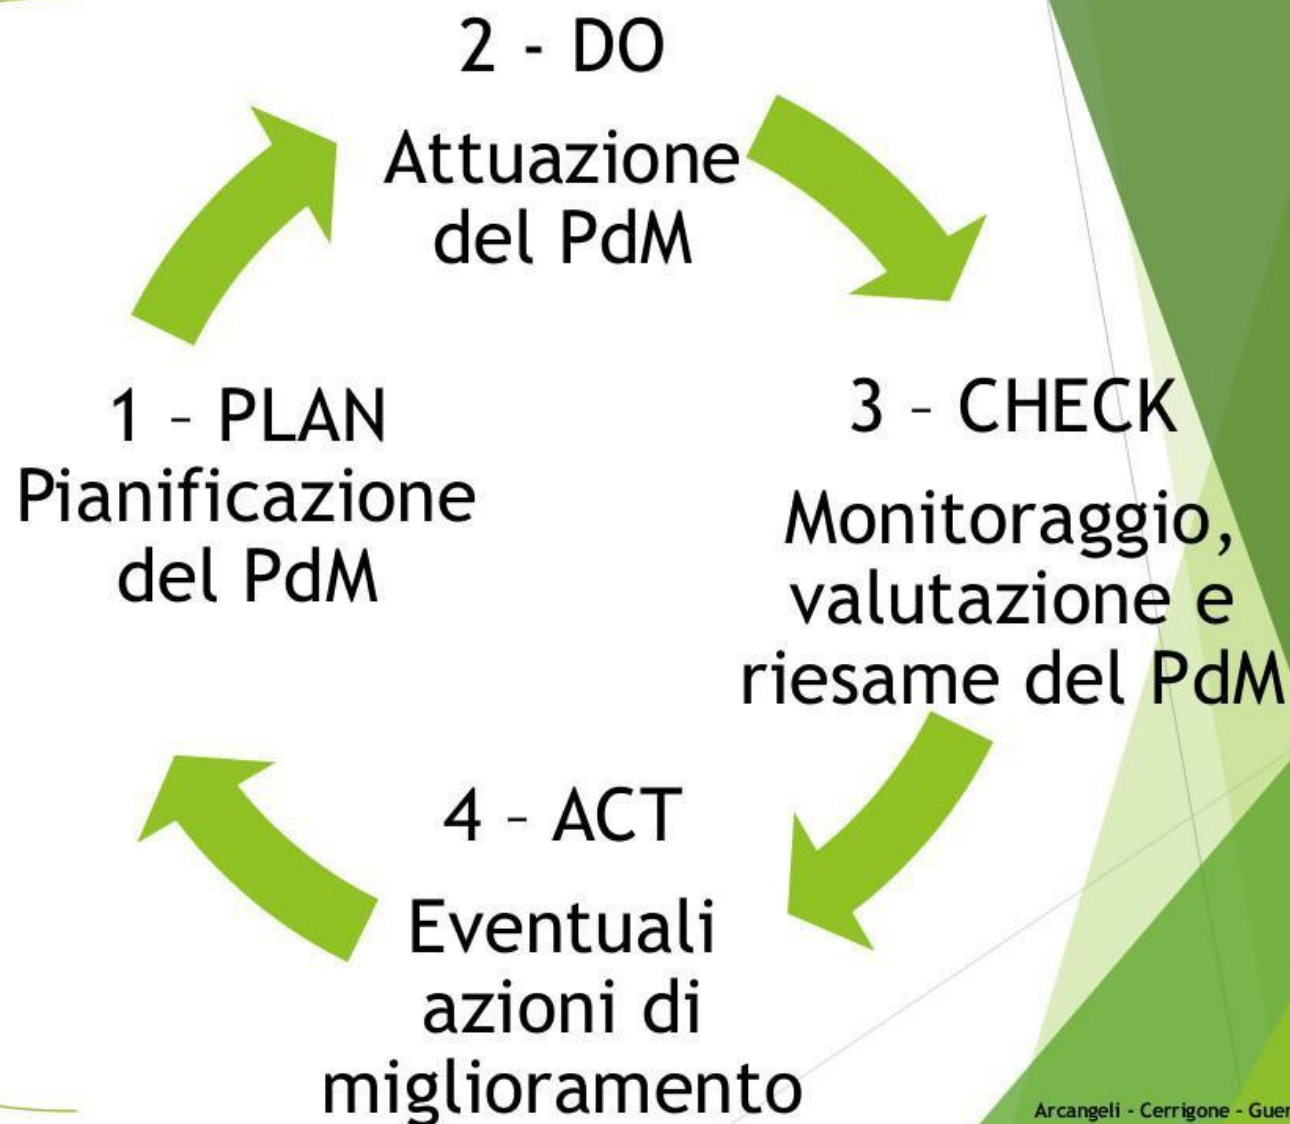 2 - DO
Attuazione
del PdM
1 – PLAN
Pianificazione
del PdM
3 – CHECK
Monitoraggio,
valutazione e
riesame del PdM
4 – ACT
Eventuali
azioni di
miglioramento
Arcangeli - Cerrigone -